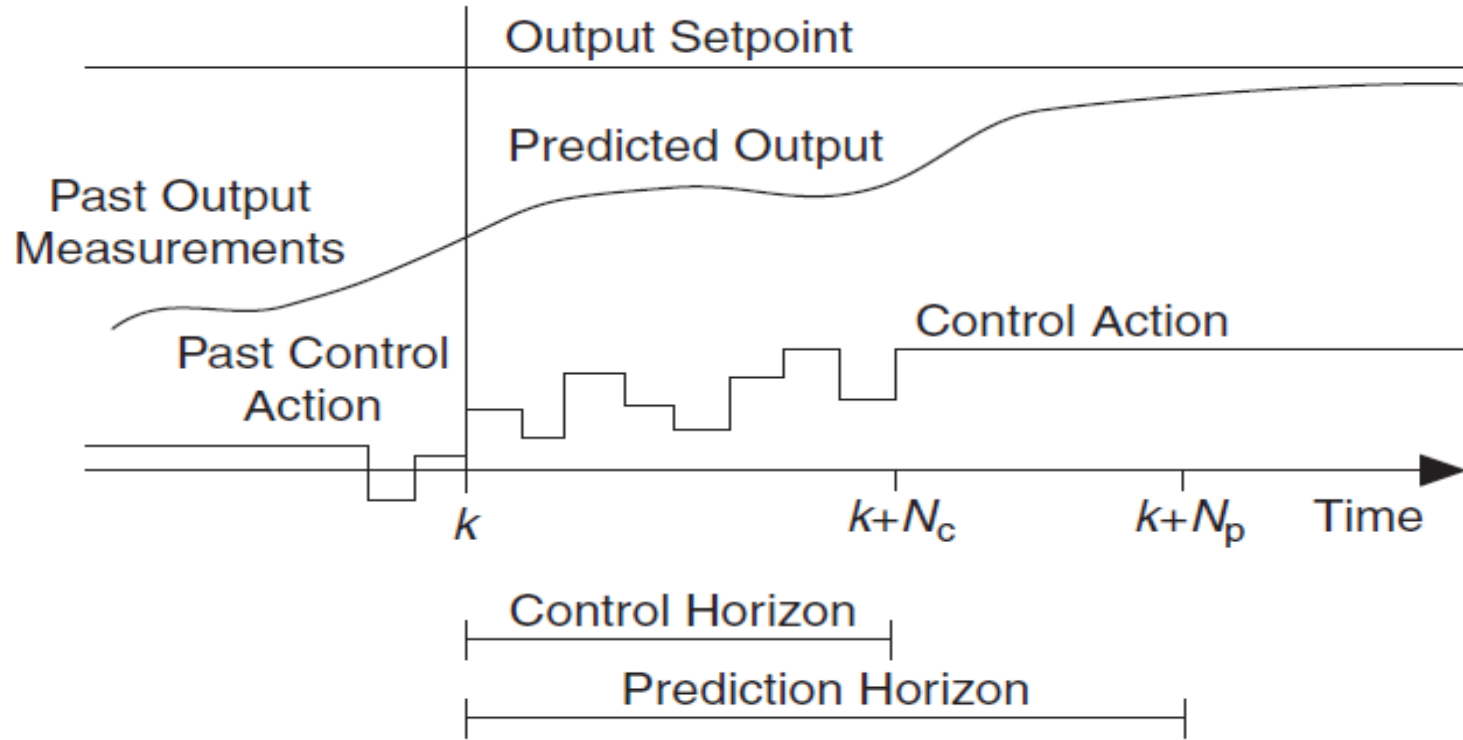 Output Setpoint
Predicted Output
Past Output
Measurements
Control Action
Past Control
Action
k
k+Nc
k+Np
Time
Control Horizon
Prediction Horizon